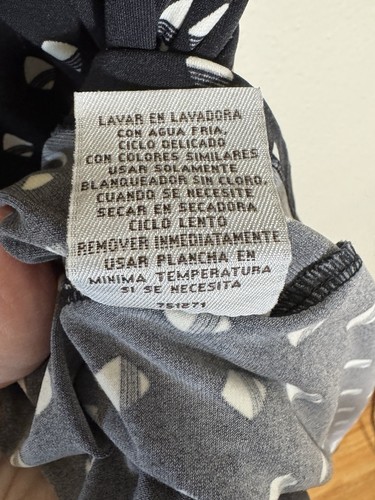 LAVAR EN LAVADORA
CON AGUA FRIA.
CICLO DELICADO
CON COLORES SIMILARES
USAR SOLAMENTE
BLANQUEADOR SIN CLORO.
CUANDO SE NECESITE
SECAR EN SECADORA
CICLO LENTO
REMOVER INMEDIATAMENTE
USAR PLANCHA EN
MINIMA TEMPERATURA
SI SE NECESITA
751271